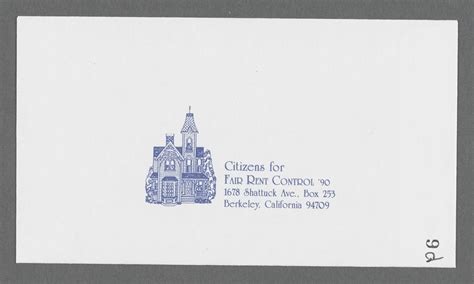 Citizens for
FAIR RENT CONTROL '90
1678 Shattuck Ave., Box 253
Berkeley, California 94709